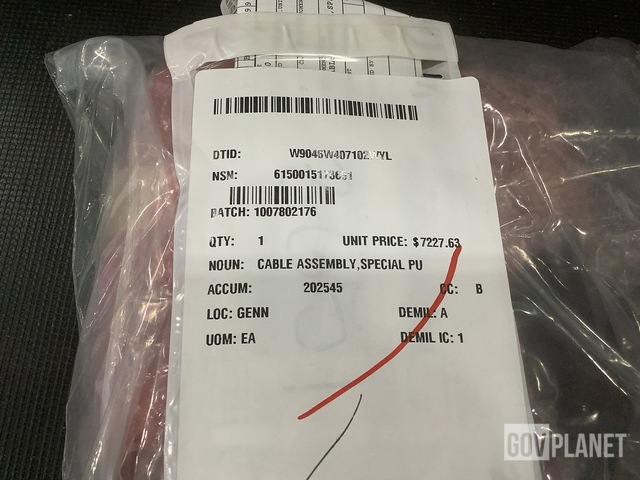 DTID:
NSN:
BATCH: 1007802176
QTY: 1 UNIT PRICE: $7227.63
NOUN: CABLE ASSEMBLY,SPECIAL PU
ACCUM: 202545 CC: B
LOC: GENN DEMIL: A
UOM: EA DEMIL IC: 1
GOVPLANET